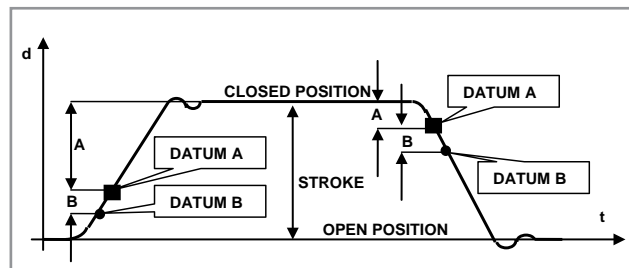 d
CLOSED POSITION
DATUM A
A
A
B
DATUM A
B
DATUM B
STROKE
DATUM B
t
OPEN POSITION